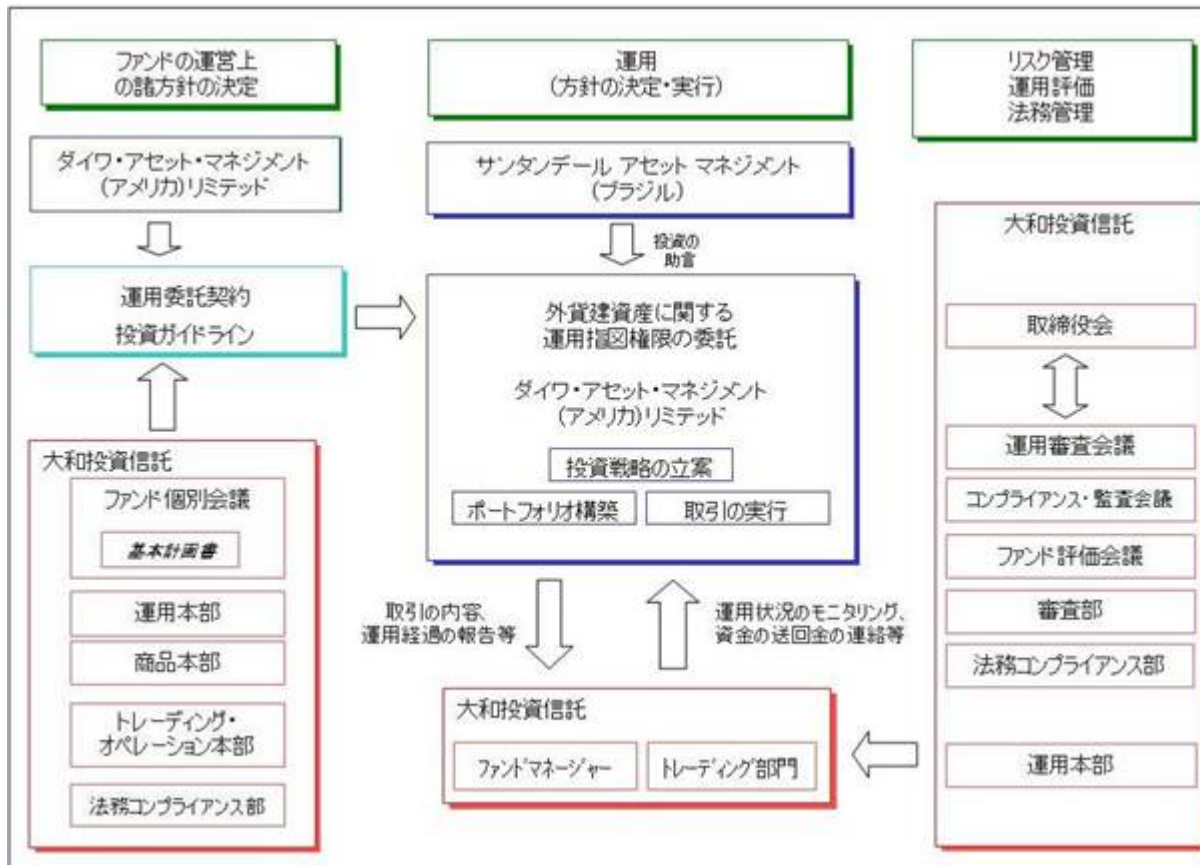 ファンドの運営上
の諸方針の決定
運用
(方針の決定・実行)
リスク管理
運用評価
法務管理
ダイワ・アセット・マネジメント
(アメリカ)リミテッド
サンタンデール アセット マネジメント
(ブラジル)
投資の
助言
運用委託契約
投資ガイドライン
外貨建資産に関する
運用指図権限の委託
ダイワ・アセット・マネジメント
(アメリカ)リミテッド
投資戦略の立案
ポートフォリオ構築
取引の実行
大和投資信託
ファンド個別会議
基本計画書
運用本部
商品本部
トレーディング・
オペレーション本部
法務コンプライアンス部
取引の内容、
運用経過の報告等
運用状況のモニタリング、
資金の送回金の連絡等
大和投資信託
ファンドマネージャー
トレーディング部門
大和投資信託
取締役会
運用審査会議
コンプライアンス・監査会議
ファンド評価会議
審査部
法務コンプライアンス部
運用本部